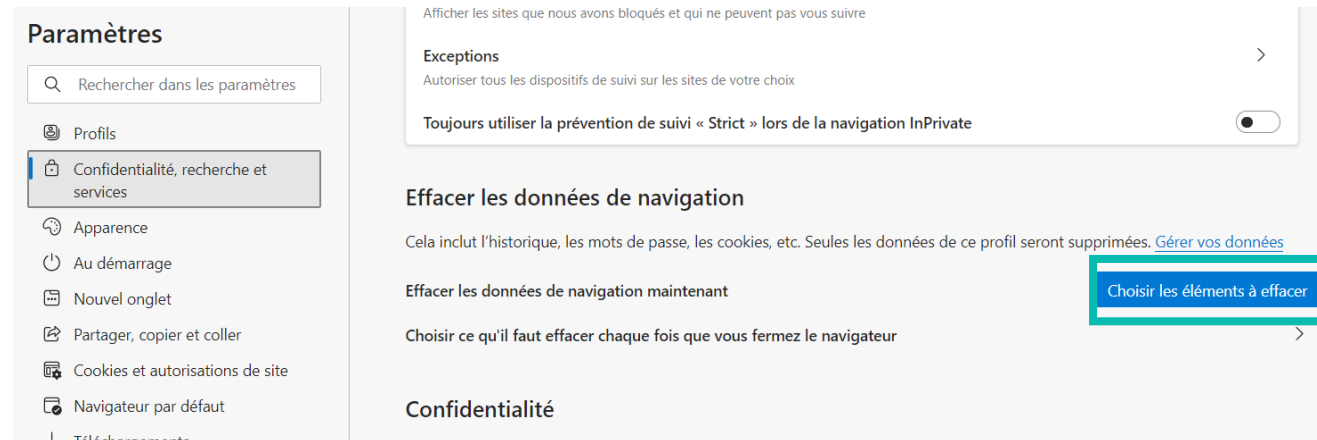 Paramètres
Rechercher dans les paramètres
Profils
Confidentialité, recherche et
services
Apparence
Au démarrage
Nouvel onglet
Partager, copier et coller
Cookies et autorisations de site
Navigateur par défaut
Téléchargements
Afficher les sites que nous avons bloqués et qui ne peuvent pas vous suivre
Exceptions
Autoriser tous les dispositifs de suivi sur les sites de votre choix
Toujours utiliser la prévention de suivi « Strict » lors de la navigation InPrivate
Effacer les données de navigation
Cela inclut l'historique, les mots de passe, les cookies, etc. Seules les données de ce profil seront supprimées. Gérer vos données
Effacer les données de navigation maintenant
Choisir les éléments à effacer
Choisir ce qu'il faut effacer chaque fois que vous fermez le navigateur
Confidentialité